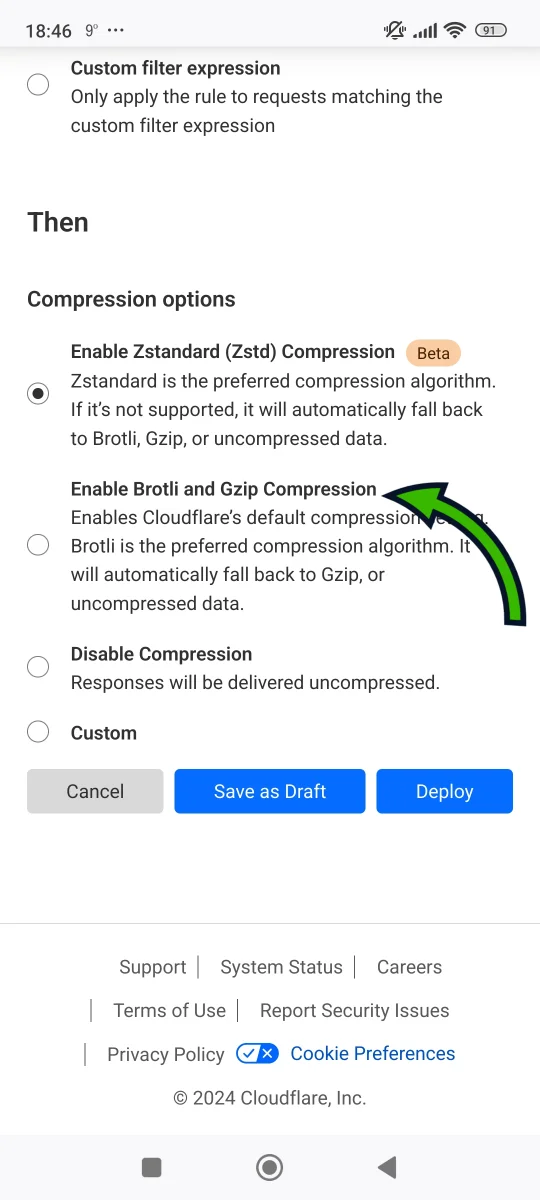 18:46 9° ...
91
Custom filter expression
Only apply the rule to requests matching the
custom filter expression
Then
Compression options
Enable Zstandard (Zstd) Compression Beta
Zstandard is the preferred compression algorithm.
If it's not supported, it will automatically fall back
to Brotli, Gzip, or uncompressed data.
Enable Brotli and Gzip Compression
Enables Cloudflare's default compression
Brotli is the preferred compression algorithm. It
will automatically fall back to Gzip, or
uncompressed data.
Disable Compression
Responses will be delivered uncompressed.
Custom
Cancel Save as Draft Deploy
Support | System Status | Careers
| Terms of Use | Report Security Issues
| Privacy Policy Cookie Preferences
© 2024 Cloudflare, Inc.